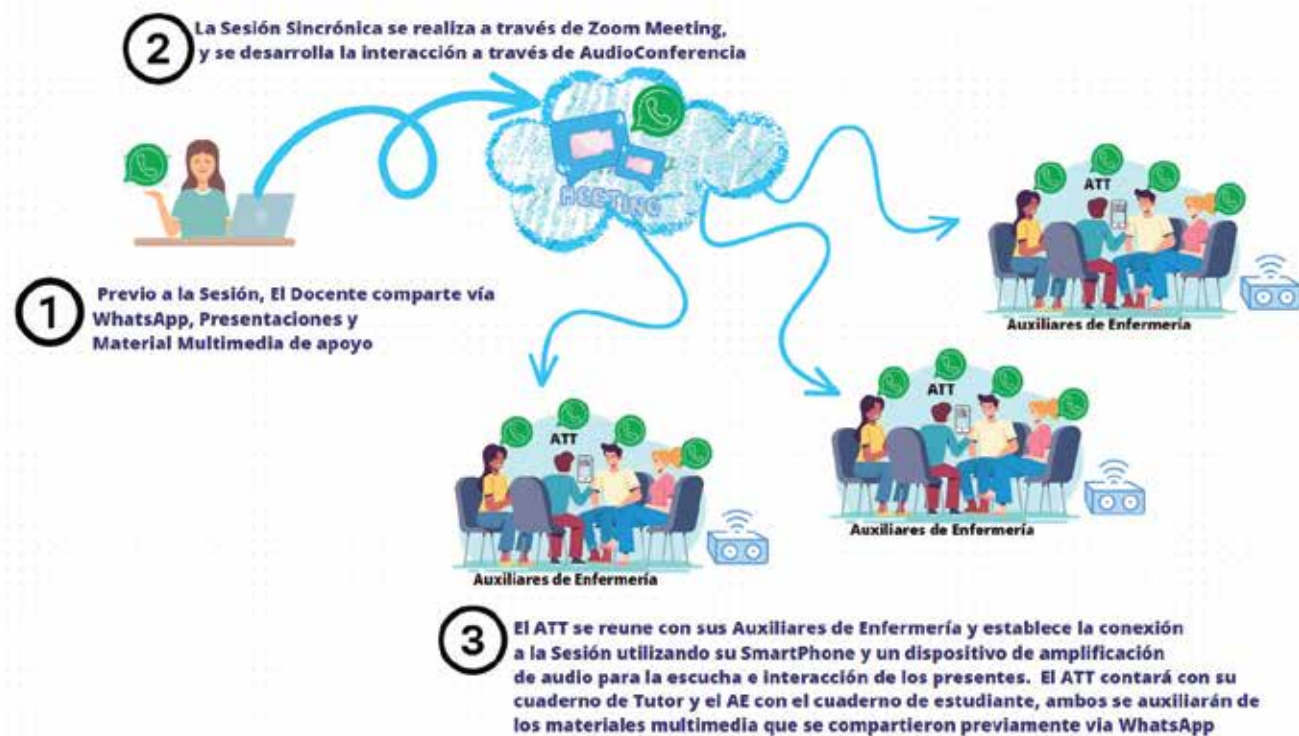 2
La Sesión Sincrónica se realiza a través de Zoom Meeting,
y se desarrolla la interacción a través de AudioConferencia
MEETING
1
Previo a la Sesión, El Docente comparte vía
WhatsApp, Presentaciones y
Material Multimedia de apoyo
ATT
Auxiliares de Enfermería
ATT
Auxiliares de Enfermería
ATT
Auxiliares de Enfermería
3
El ATT se reune con sus Auxiliares de Enfermería y establece la conexión
a la Sesión utilizando su SmartPhone y un dispositivo de amplificación
de audio para la escucha e interacción de los presentes. El ATT contará con su
cuaderno de Tutor y el AE con el cuaderno de estudiante, ambos se auxiliarán de
los materiales multimedia que se compartieron previamente via WhatsApp